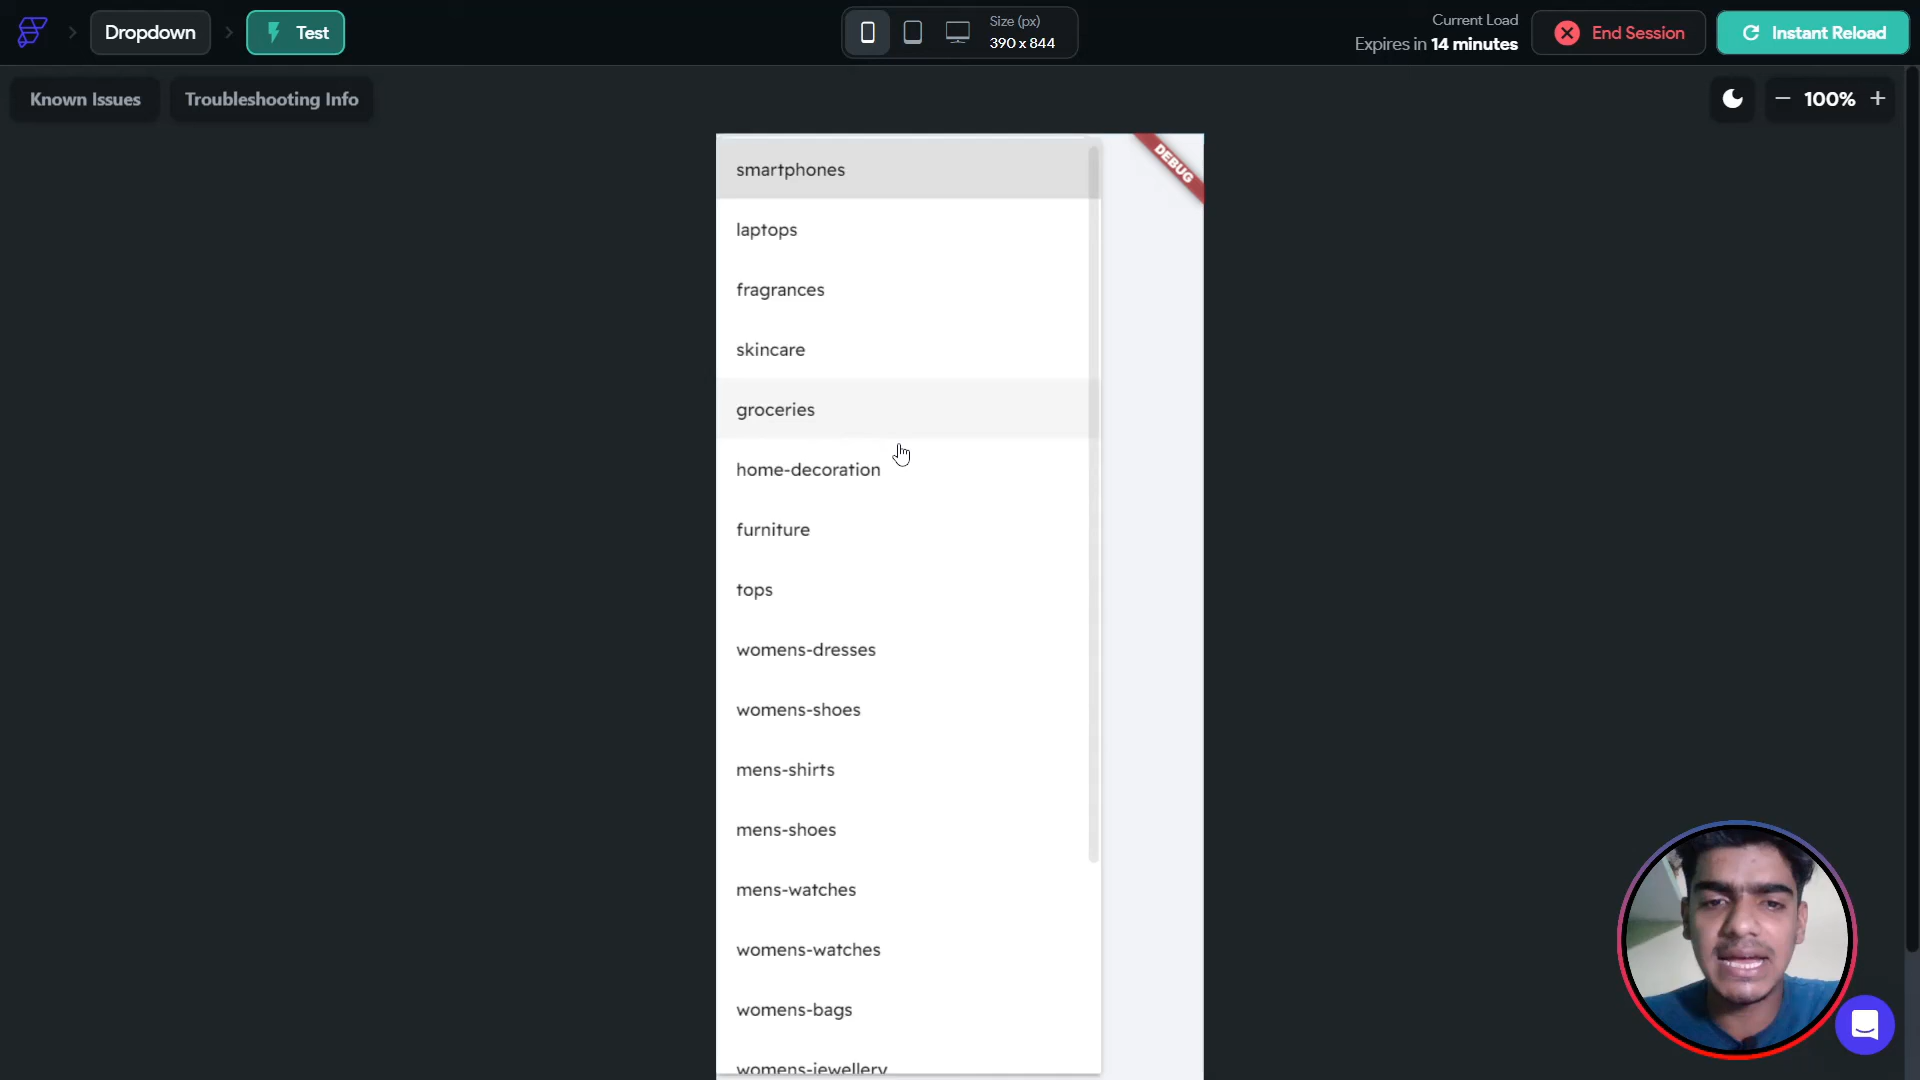 Dropdown
Test
Size (px)
390 x 844
Current Load
Expires in 14 minutes
End Session
Instant Reload
Known Issues
Troubleshooting Info
100%
DEBUG
smartphones
laptops
fragrances
skincare
groceries
home-decoration
furniture
tops
womens-dresses
womens-shoes
mens-shirts
mens-shoes
mens-watches
womens-watches
womens-bags
womens-jewellery